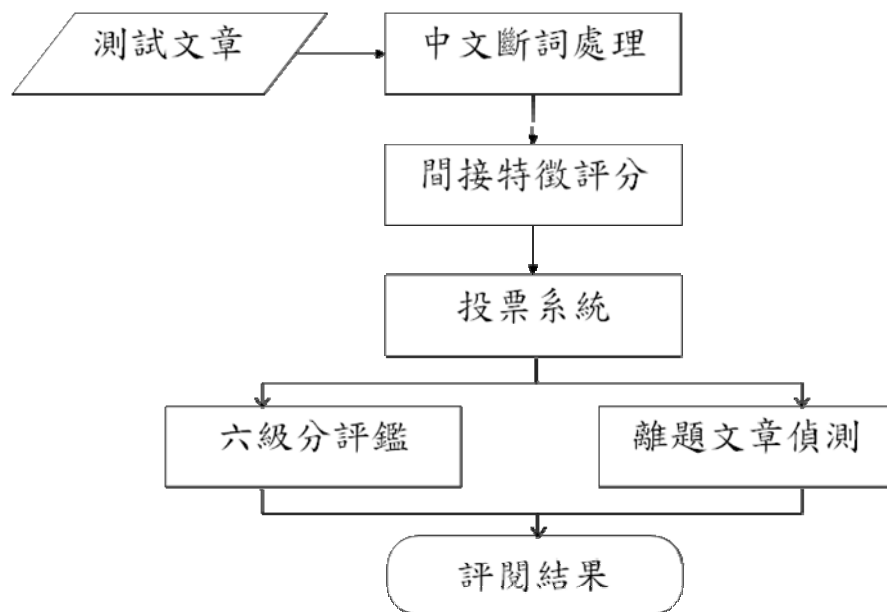 測試文章
中文斷詞處理
間接特徵評分
投票系統
六級分評鑑
離題文章偵測
評閱結果